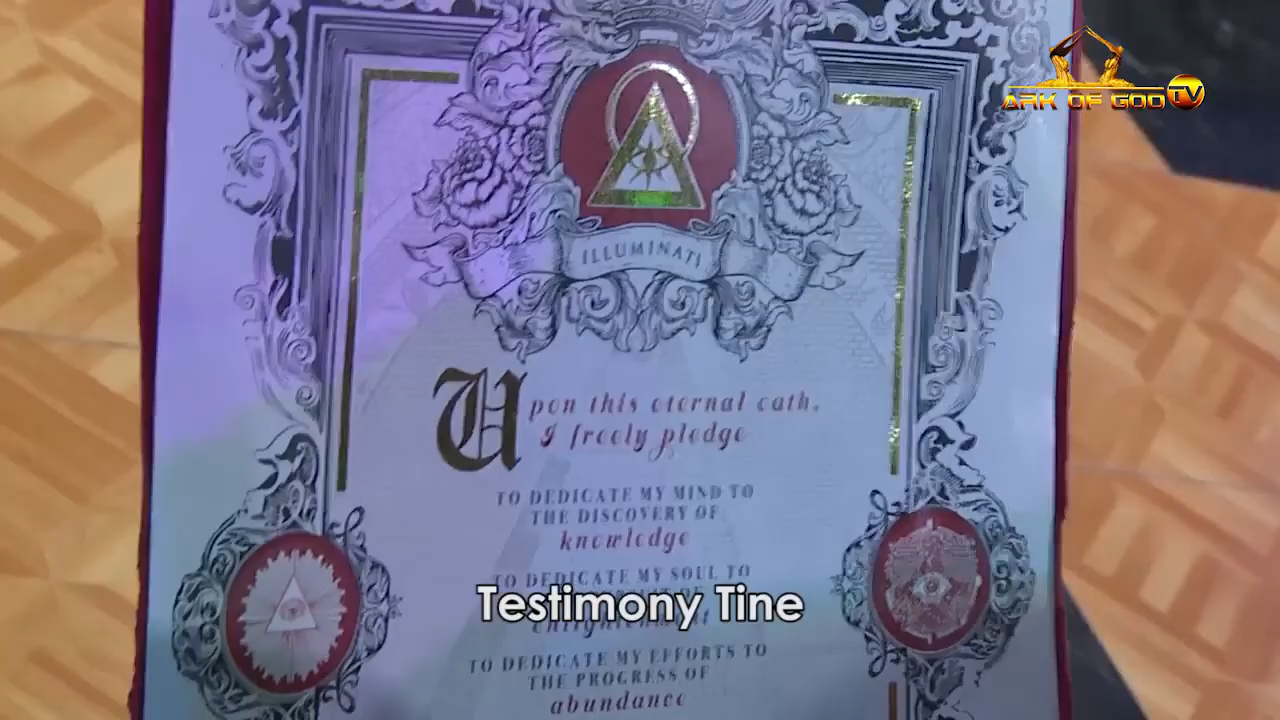 ARK OF GOD TV
ILLUMINATI
Upon this eternal oath,
I freely pledge
TO DEDICATE MY MIND TO
THE DISCOVERY OF
knowledge
TO DEDICATE MY SOUL TO
Testimony Tine
TO DEDICATE MY EFFORTS TO
THE PROGRESS OF
abundance